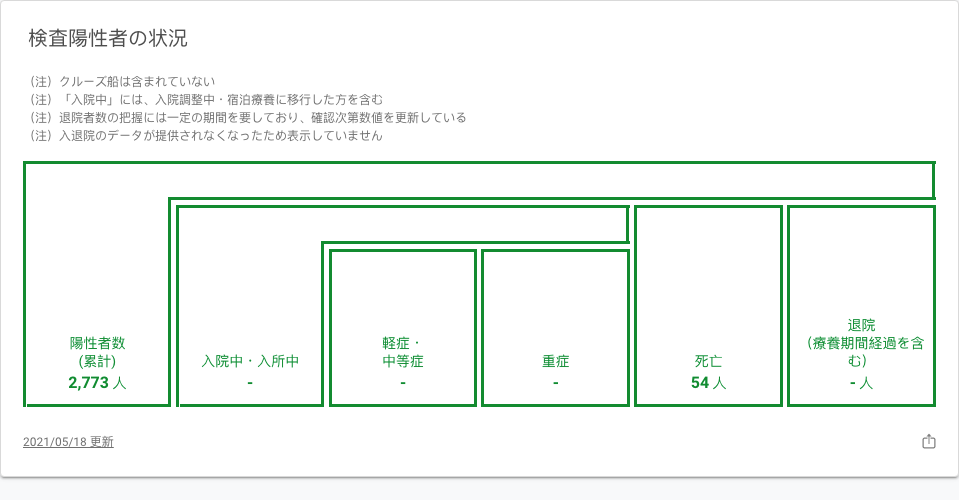 検査陽性者の状況
（注）クルーズ船は含まれていない
（注）「入院中」には、入院調整中・宿泊療養に移行した方を含む
（注）退院者数の把握には一定の期間を要しており、確認次第数値を更新している
（注）入退院のデータが提供されなくなったため表示していません
陽性者数
(累計)
2,773 人
入院中・入所中
-
軽症・
中等症
-
重症
-
死亡
54 人
退院
（療養期間経過を含
む）
- 人
2021/05/18 更新